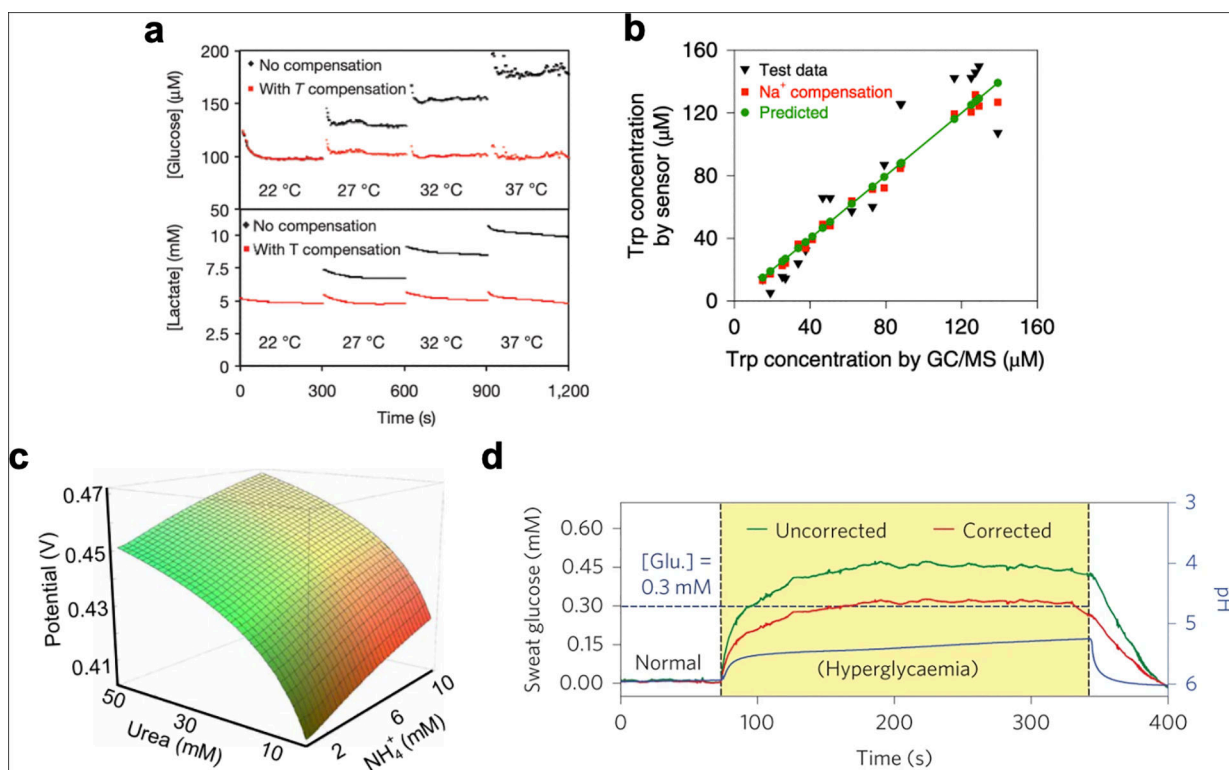 a
200
150
100
50
[Glucose] (μM)
No compensation
With T compensation
22 °C
27 °C
32 °C
37 °C
10
7.5
5
2.5
0
[Lactate] (mM)
No compensation
With T compensation
22 °C
27 °C
32 °C
37 °C
0
300
600
900
1,200
Time (s)
b
160
120
80
40
0
Trp concentration
by sensor (μM)
Test data
Na⁺ compensation
Predicted
0
40
80
120
160
Trp concentration by GC/MS (μM)
c
0.47
0.45
0.43
0.41
Potential (V)
50
30
10
Urea (mM)
2
6
10
NH₄⁺ (mM)
d
0.60
0.45
0.30
0.15
0.00
Sweat glucose (mM)
Uncorrected
Corrected
[Glu.] =
0.3 mM
Normal
(Hyperglycaemia)
3
4
5
6
pH
0
100
200
300
400
Time (s)